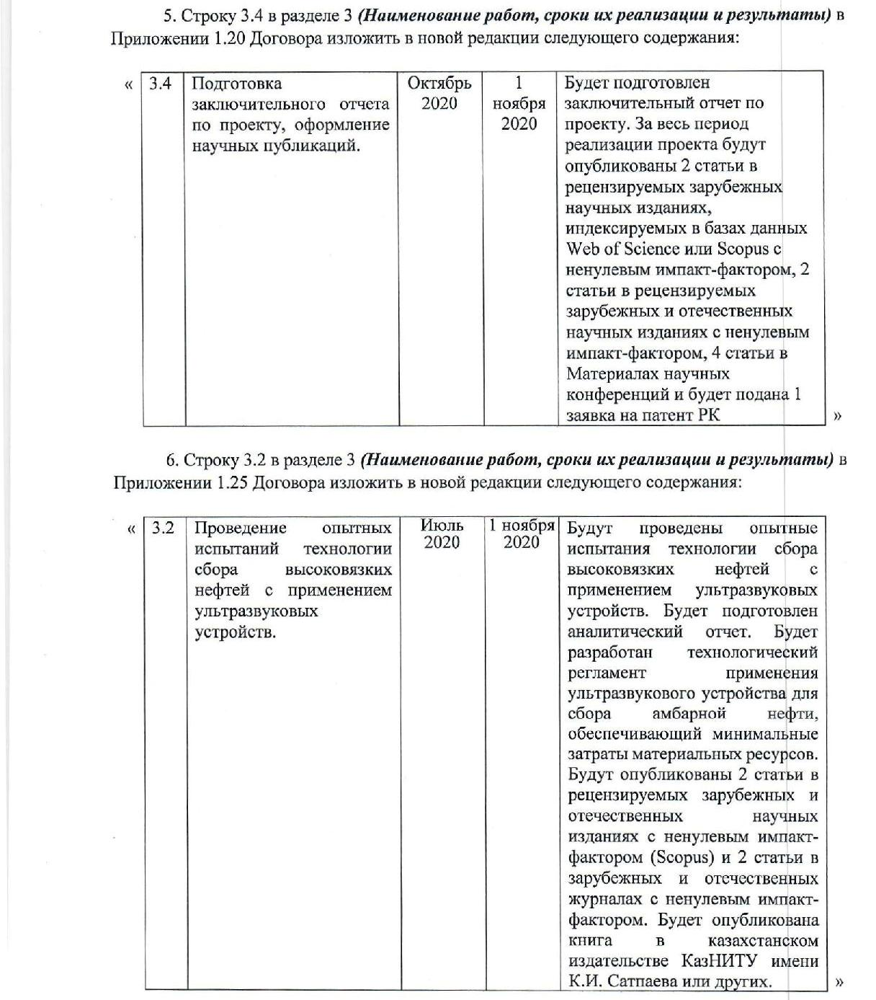 5. Строку 3.4 в разделе 3 (Наименование работ, сроки их реализации и результаты) в
Приложении 1.20 Договора изложить в новой редакции следующего содержания:
«
3.4
Подготовка
заключительного отчета
по проекту, оформление
научных публикаций.
Октябрь
2020
1
ноября
2020
Будет подготовлен
заключительный отчет по
проекту. За весь период
реализации проекта будут
опубликованы 2 статьи в
рецензируемых зарубежных
научных изданиях,
индексируемых в базах данных
Web of Science или Scopus с
ненулевым импакт-фактором, 2
статьи в рецензируемых
зарубежных и отечественных
научных изданиях с ненулевым
импакт-фактором, 4 статьи в
Материалах научных
конференций и будет подана 1
заявка на патент РК
»
6. Строку 3.2 в разделе 3 (Наименование работ, сроки их реализации и результаты) в
Приложении 1.25 Договора изложить в новой редакции следующего содержания:
«
3.2
Проведение опытных
испытаний технологии
сбора высоковязких
нефтей с применением
ультразвуковых
устройств.
Июль
2020
1 ноября
2020
Будут проведены опытные
испытания технологии сбора
высоковязких нефтей с
применением ультразвуковых
устройств. Будет подготовлен
аналитический отчет. Будет
разработан технологический
регламент применения
ультразвукового устройства для
сбора амбарной нефти,
обеспечивающий минимальные
затраты материальных ресурсов.
Будут опубликованы 2 статьи в
рецензируемых зарубежных и
отечественных научных
изданиях с ненулевым импакт-
фактором (Scopus) и 2 статьи в
зарубежных и отечественных
журналах с ненулевым импакт-
фактором. Будет опубликована
книга в казахстанском
издательстве КазНИТУ имени
К.И. Сатпаева или других.
»